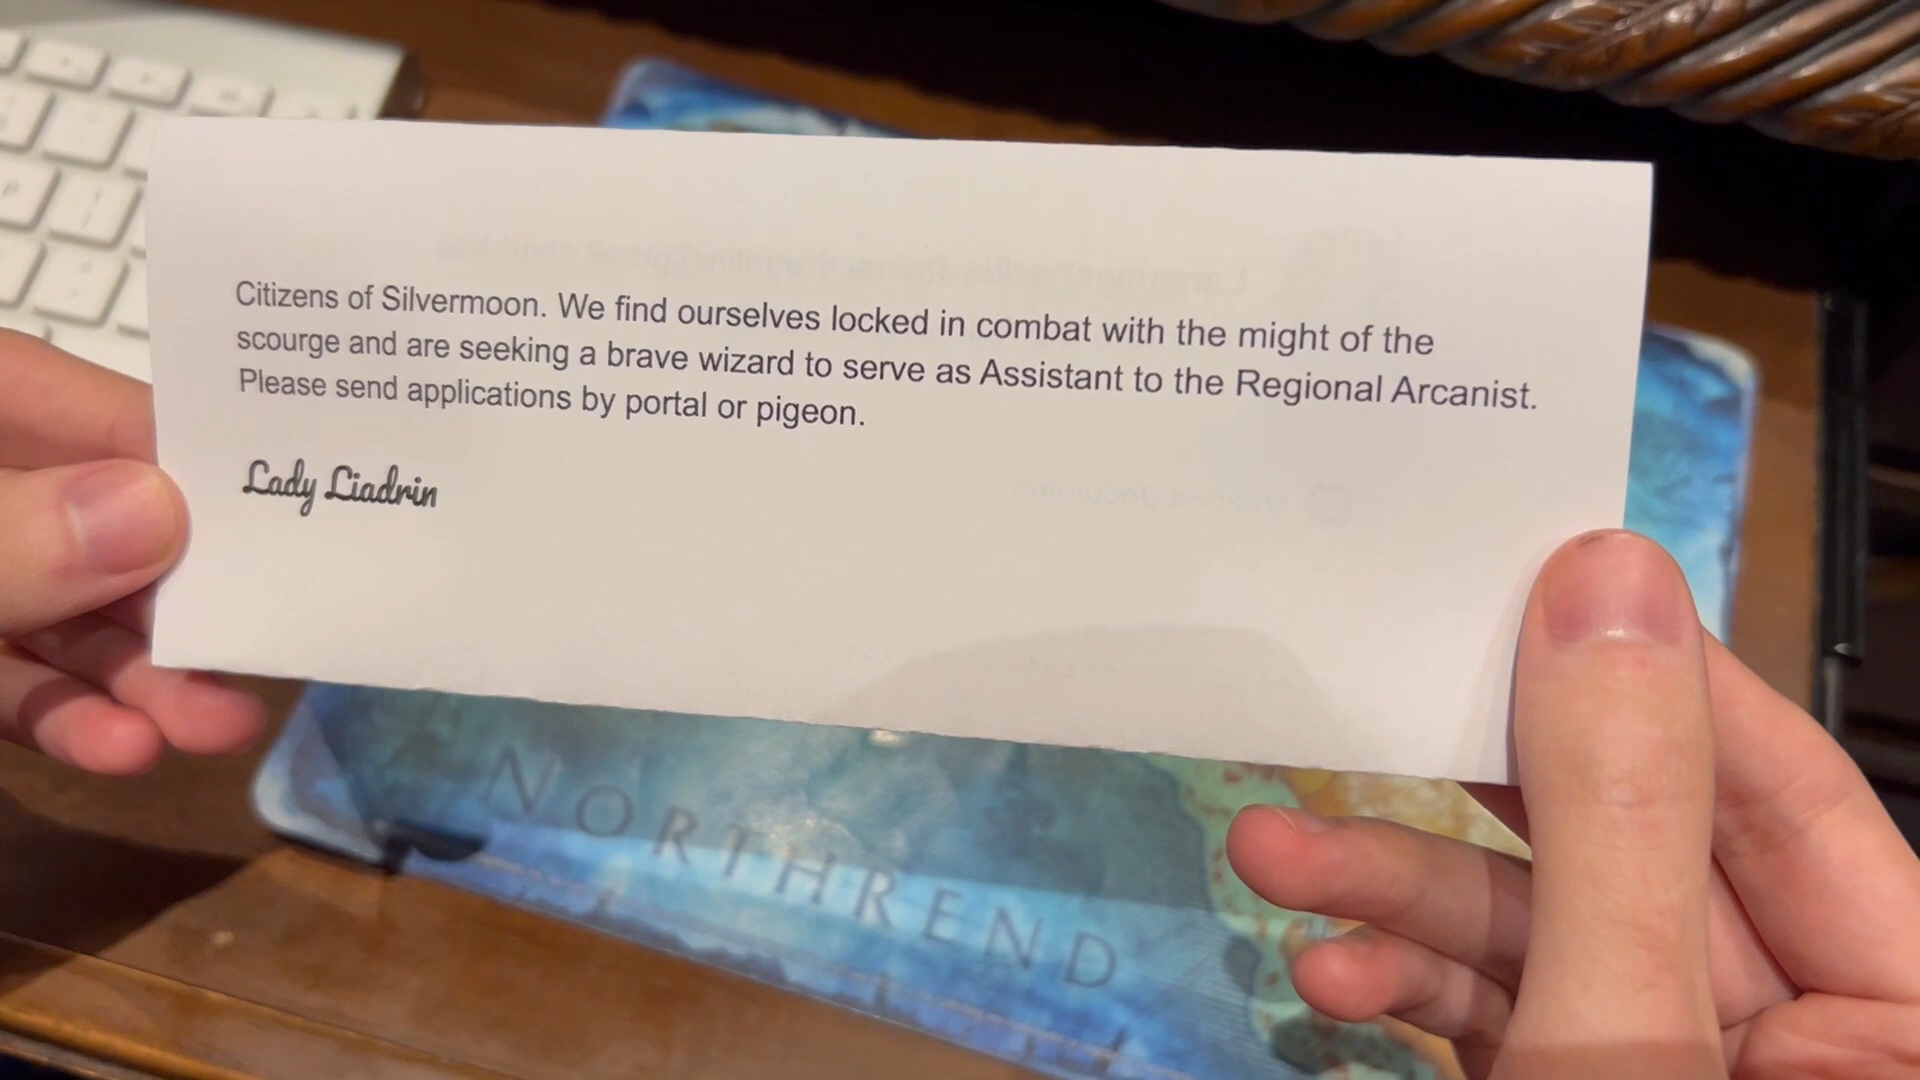 Citizens of Silvermoon. We find ourselves locked in combat with the might of the
scourge and are seeking a brave wizard to serve as Assistant to the Regional Arcanist.
Please send applications by portal or pigeon.
Lady Liadrin
NORTHREND